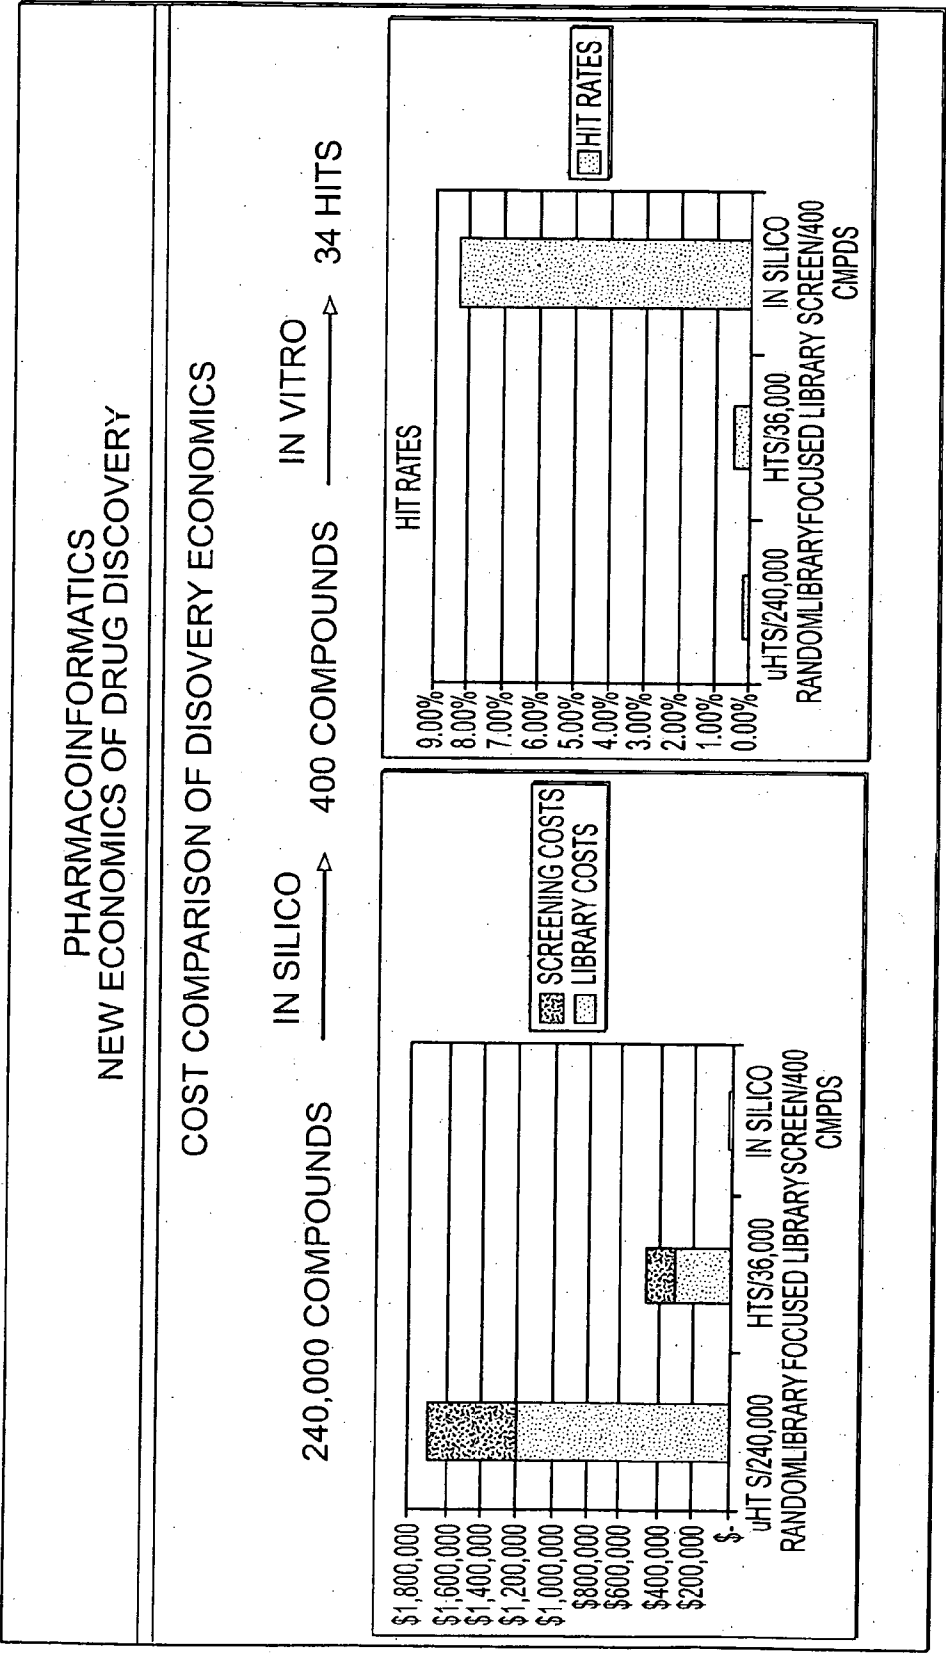 PHARMACOINFORMATICS
NEW ECONOMICS OF DRUG DISCOVERY
COST COMPARISON OF DISOVERY ECONOMICS
240,000 COMPOUNDS IN SILICO 400 COMPOUNDS IN VITRO 34 HITS
$1,800,000
$1,600,000
$1,400,000
$1,200,000
$1,000,000
$800,000
$600,000
$400,000
$200,000
$-
uHT S/240,000 HTS/36,000 IN SILICO
RANDOMLIBRARY FOCUSED LIBRARY SCREEN/400
CMPDS
SCREENING COSTS
LIBRARY COSTS
HIT RATES
9.00%
8.00%
7.00%
6.00%
5.00%
4.00%
3.00%
2.00%
1.00%
0.00%
uHTS/240,000 HTS/36,000 IN SILICO
RANDOMLIBRARYFOCUSED LIBRARY SCREEN/400
CMPDS
HIT RATES